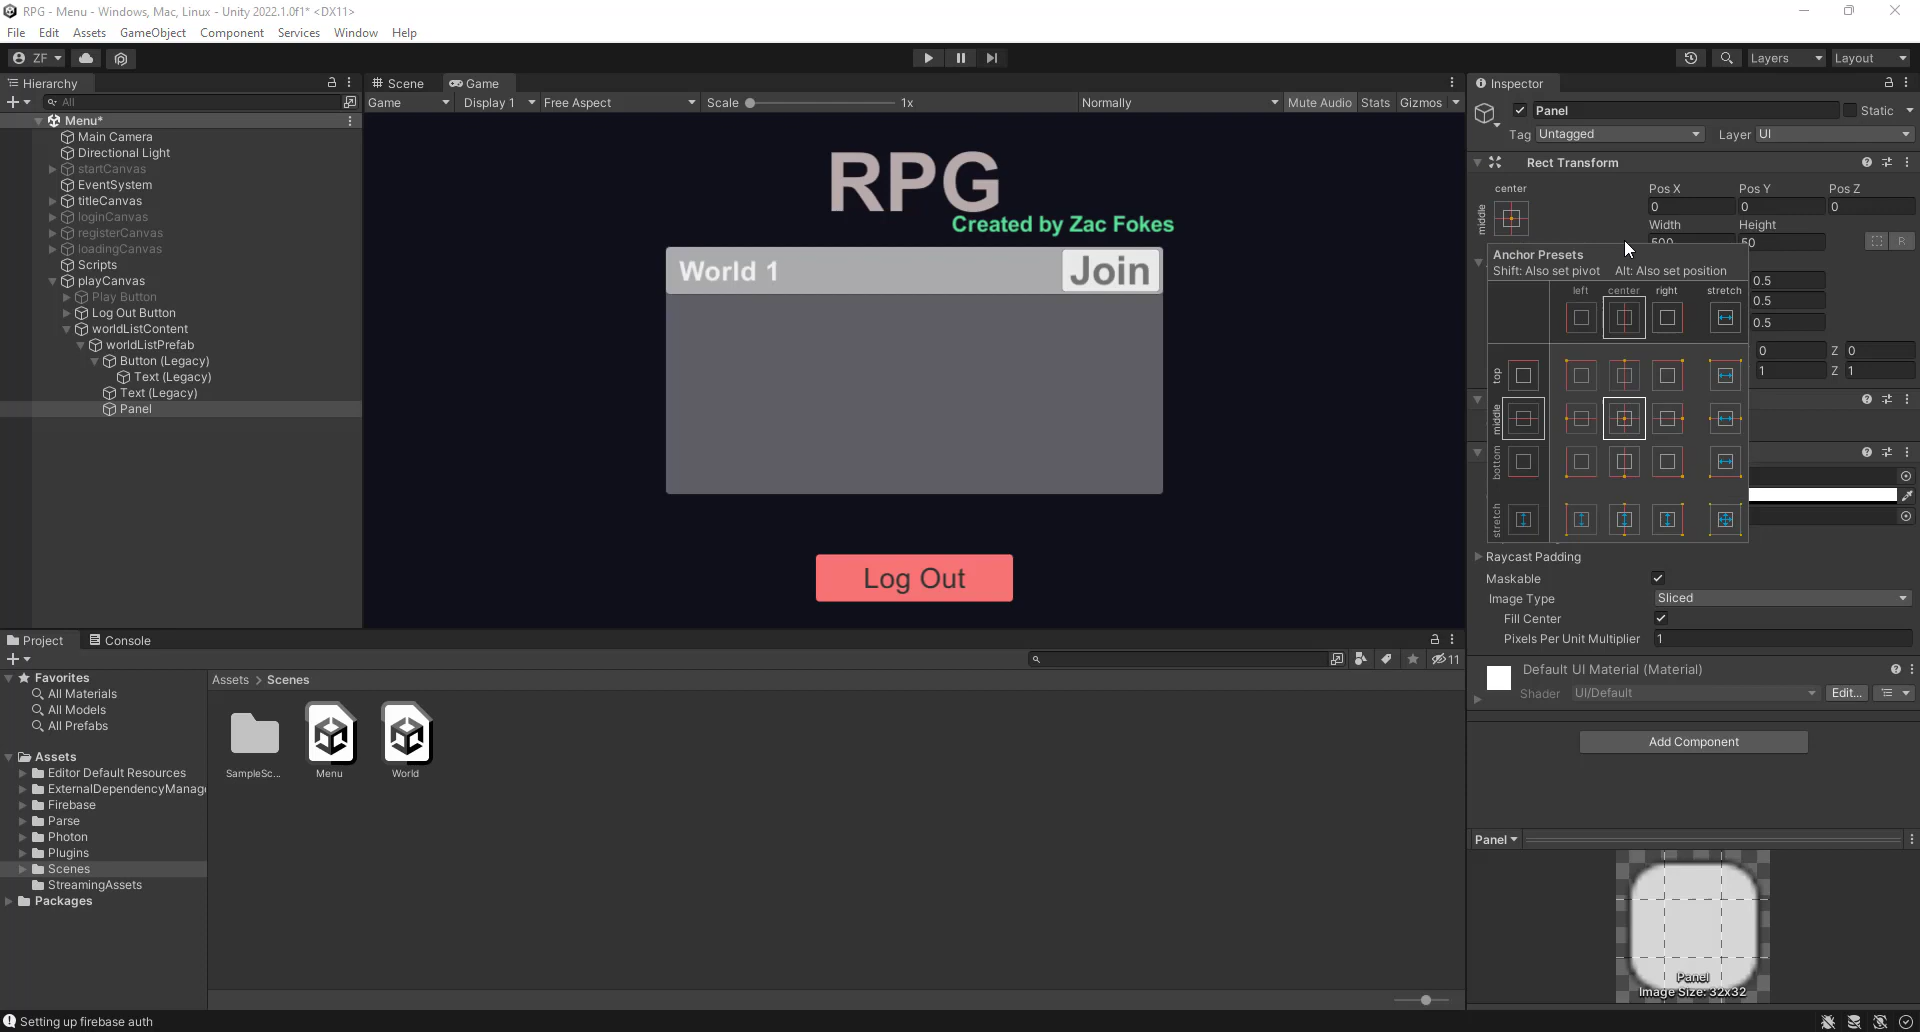 RPG - Menu - Windows, Mac, Linux - Unity 2022.1.0f1* <DX11>
File Edit Assets GameObject Component Services Window Help
ZF Layers Layout
Hierarchy
All
Menu*
Main Camera
Directional Light
startCanvas
EventSystem
titleCanvas
loginCanvas
registerCanvas
loadingCanvas
Scripts
playCanvas
Play Button
Log Out Button
worldListContent
worldListPrefab
Button (Legacy)
Text (Legacy)
Text (Legacy)
Panel
Scene Game
Game Display 1 Free Aspect Scale 1x Normally Mute Audio Stats Gizmos
RPG
Created by Zac Fokes
World 1 Join
Log Out
Inspector
Panel Static
Tag Untagged Layer UI
Rect Transform
center Pos X Pos Y Pos Z
middle 0 0 0
Width Height
500 50 R
Anchor Presets
Shift: Also set pivot Alt: Also set position
left center right stretch
top
middle
bottom
stretch
0.5
0.5
0.5
0 Z 0
1 Z 1
Raycast Padding
Maskable
Image Type Sliced
Fill Center
Pixels Per Unit Multiplier 1
Default UI Material (Material)
Shader UI/Default Edit...
Add Component
Panel
Panel
Image Size: 32x32
Project Console
11
Favorites
All Materials
All Models
All Prefabs
Assets
Editor Default Resources
ExternalDependencyManag
Firebase
Parse
Photon
Plugins
Scenes
StreamingAssets
Packages
Assets > Scenes
SampleSc... Menu World
Setting up firebase auth